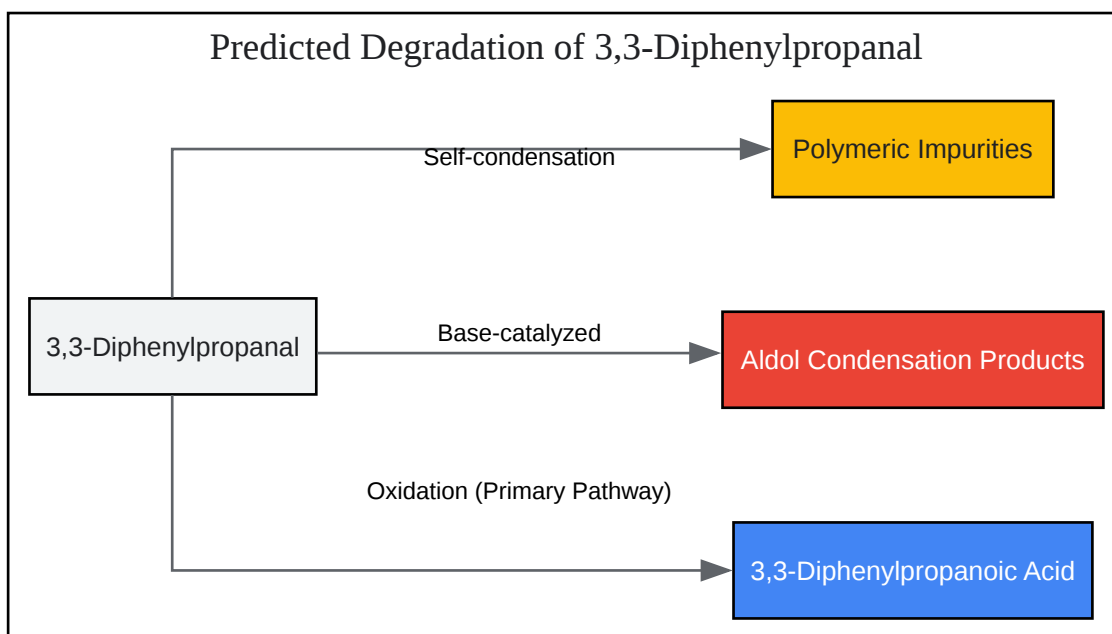 Predicted Degradation of 3,3-Diphenylpropanal
Self-condensation
Polymeric Impurities
3,3-Diphenylpropanal
Base-catalyzed
Aldol Condensation Products
Oxidation (Primary Pathway)
3,3-Diphenylpropanoic Acid